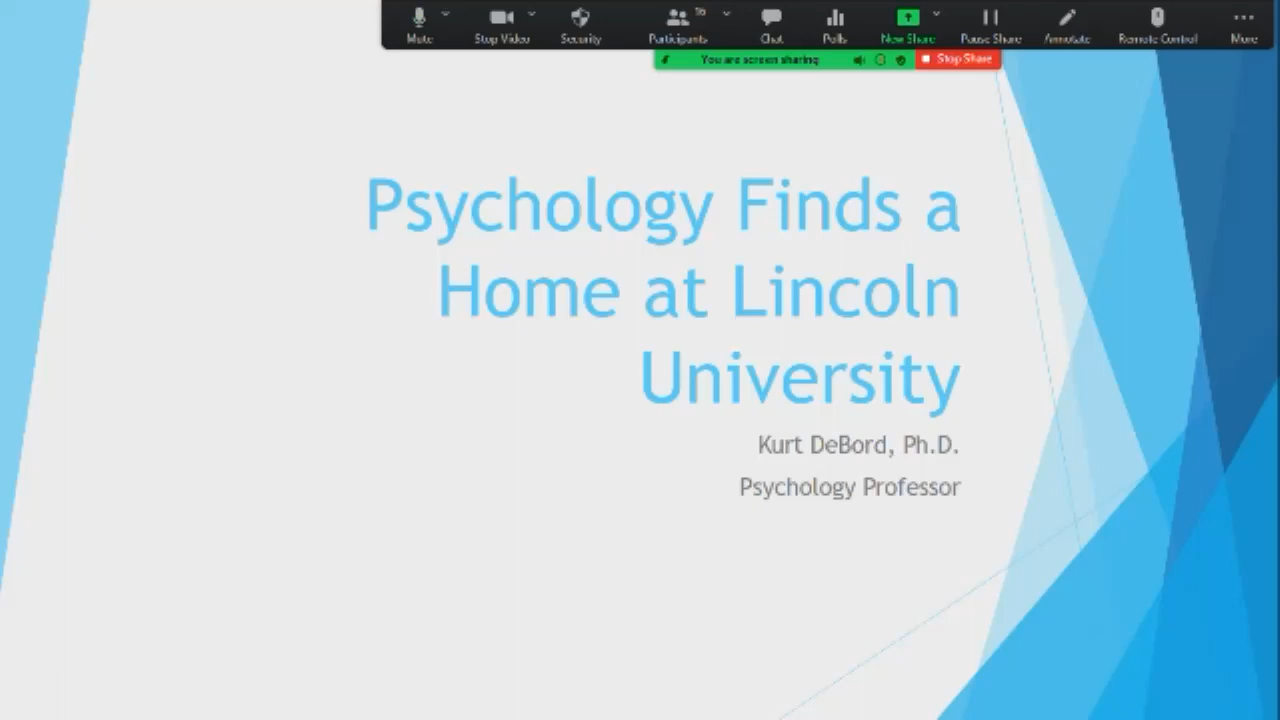 Mute
Stop Video
Security
Participants
16
Chat
Polls
New Share
Pause Share
Annotate
Remote Control
More
You are screen sharing
Stop Share
Psychology Finds a
Home at Lincoln
University
Kurt DeBord, Ph.D.
Psychology Professor